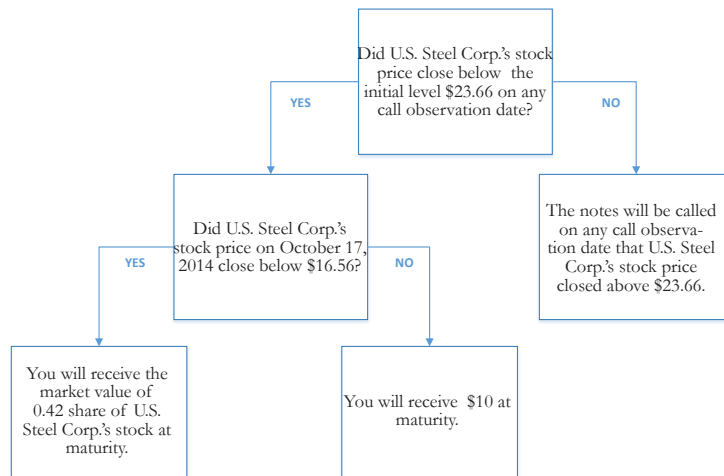 Did U.S. Steel Corp.'s stock
price close below the
initial level $23.66 on any
call observation date?
YES
NO
Did U.S. Steel Corp.'s
stock price on October 17,
2014 close below $16.56?
The notes will be called
on any call observa-
tion date that U.S. Steel
Corp.'s stock price
closed above $23.66.
YES
NO
You will receive the
market value of
0.42 share of U.S.
Steel Corp.'s stock at
maturity.
You will receive $10 at
maturity.